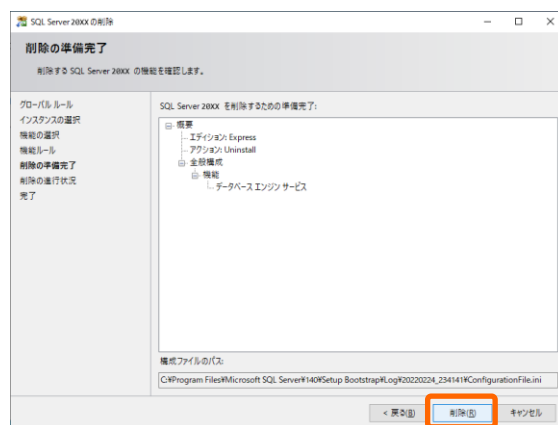 SQL Server 20XX の削除
削除の準備完了
削除する SQL Server 20XX の機能を確認します。
グローバル ルール
インスタンスの選択
機能の選択
機能ルール
削除の準備完了
削除の進行状況
完了
SQL Server 20XX を削除するための準備完了:
概要
エディション: Express
アクション: Uninstall
全般構成
機能
データベース エンジン サービス
構成ファイルのパス:
C:¥Program Files¥Microsoft SQL Server¥140¥Setup Bootstrap¥Log¥20220224_234141¥ConfigurationFile.ini
< 戻る(B)
削除(R)
キャンセル